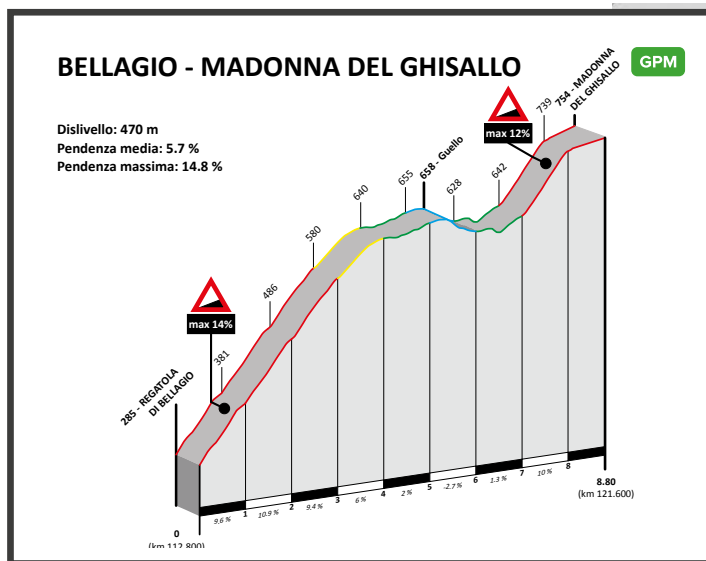 BELLAGIO - MADONNA DEL GHISALLO
GPM
Dislivello: 470 m
Pendenza media: 5.7 %
Pendenza massima: 14.8 %
max 14%
max 12%
285 - REGATOLA
DI BELLAGIO
381
486
580
640
655
658 - Guello
628
642
739
754 - MADONNA
DEL GHISALLO
9,6 %
10.9 %
9.4 %
6 %
2 %
-2.7 %
1.3 %
10 %
1
2
3
4
5
6
7
8
0
(km 112.800)
8.80
(km 121.600)